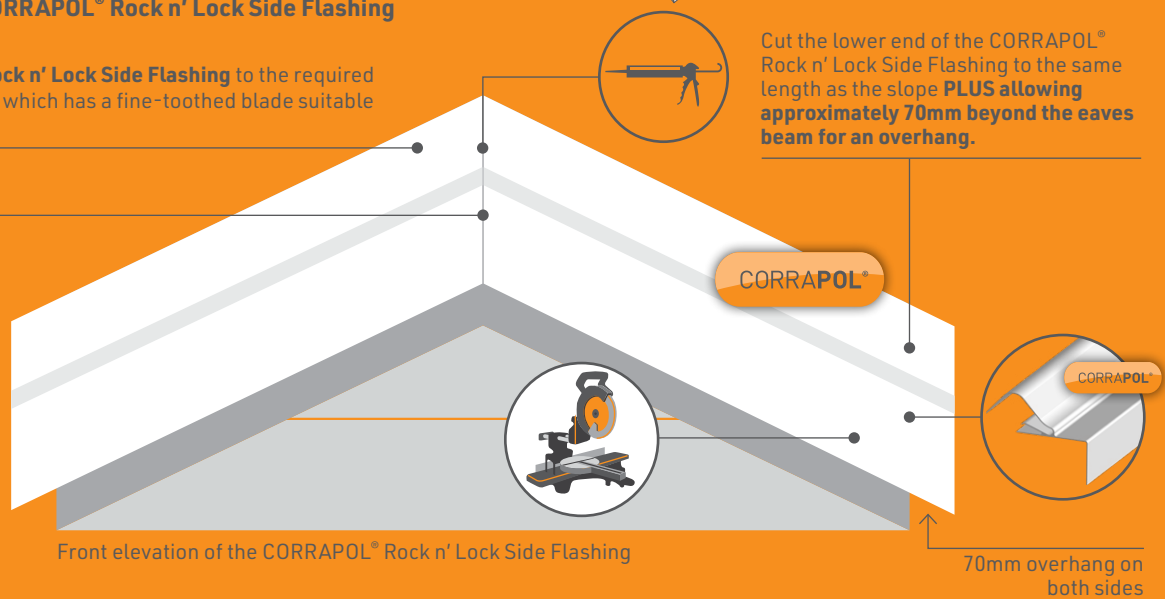 CORRAPOL® Rock n' Lock Side Flashing
Rock n' Lock Side Flashing to the required
which has a fine-toothed blade suitable
Cut the lower end of the CORRAPOL®
Rock n' Lock Side Flashing to the same
length as the slope PLUS allowing
approximately 70mm beyond the eaves
beam for an overhang.
CORRAPOL®
CORRAPOL®
Front elevation of the CORRAPOL® Rock n' Lock Side Flashing
70mm overhang on
both sides